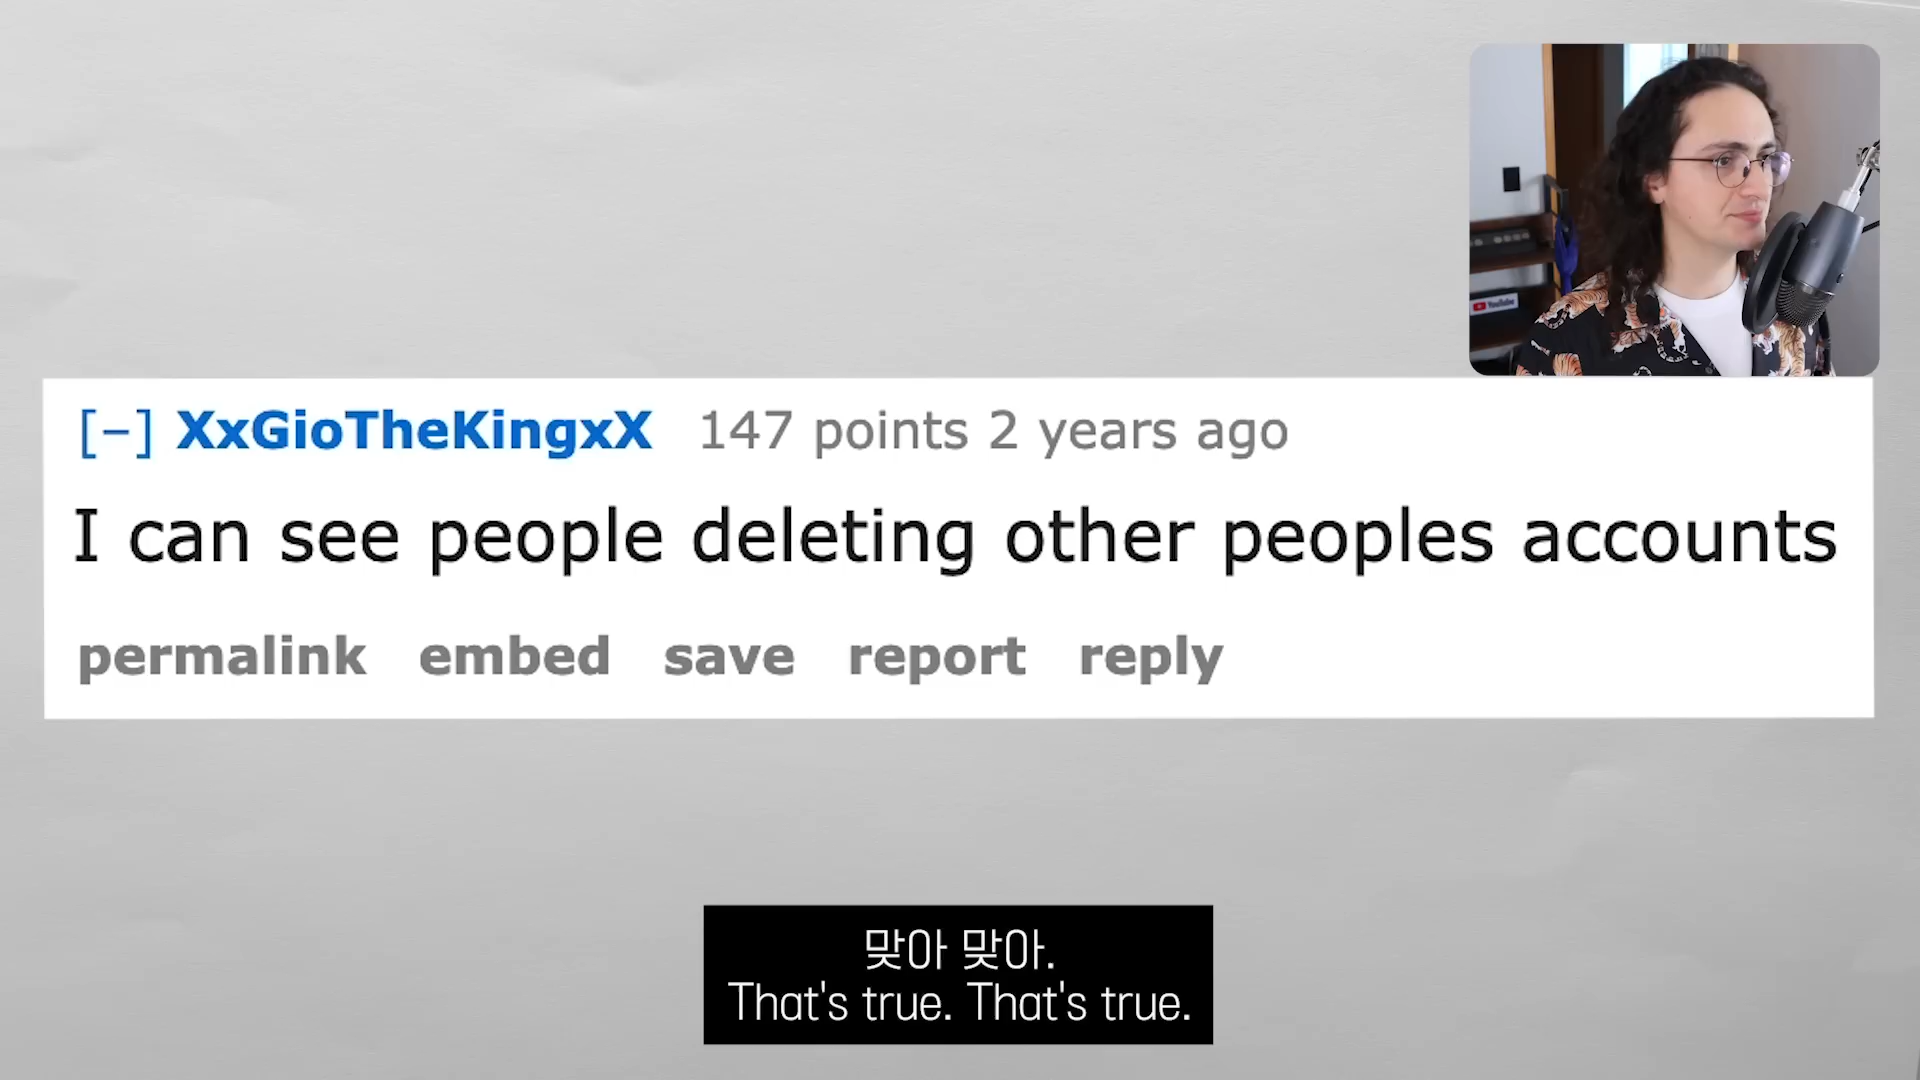 YouTube
[–] XxGioTheKingxX 147 points 2 years ago
I can see people deleting other peoples accounts
permalink embed save report reply
맞아 맞아.
That's true. That's true.